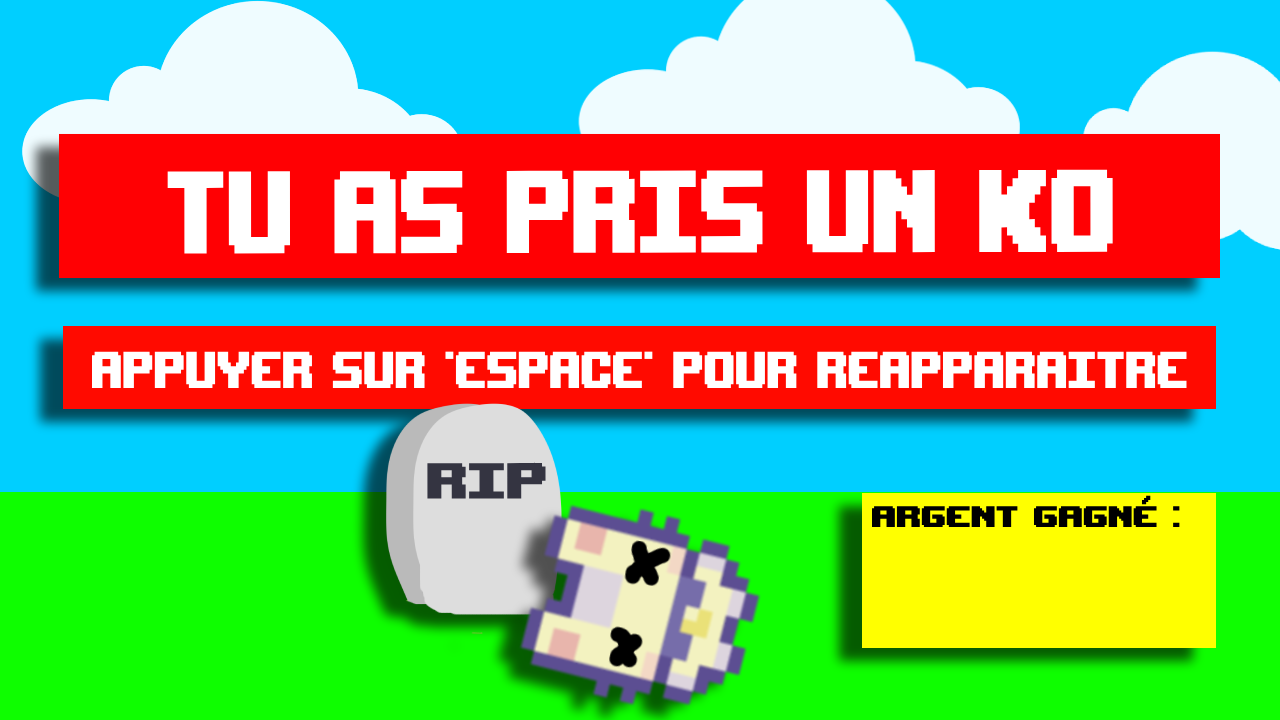 TU AS PRIS UN KO
APPUYER SUR 'ESPACE' POUR REAPPARAITRE
RIP
ARGENT GAGNÉ :